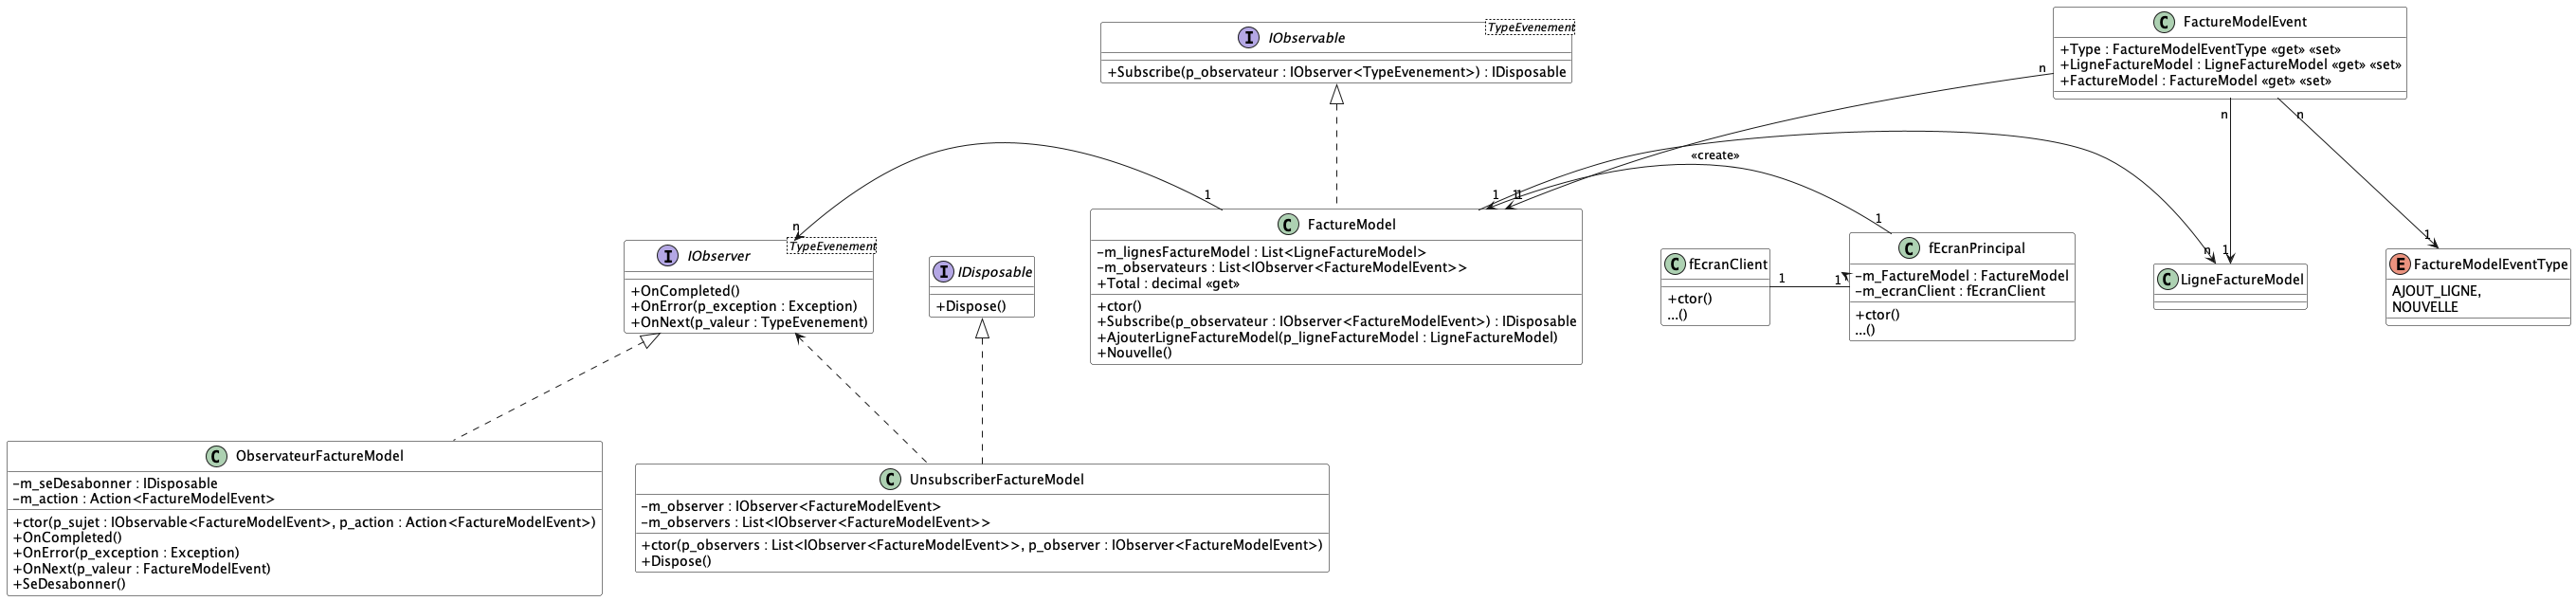 I IObservable
TypeEvenement
+Subscribe(p_observateur : IObserver<TypeEvenement>) : IDisposable
C FactureModelEvent
+Type : FactureModelEventType «get» «set»
+LigneFactureModel : LigneFactureModel «get» «set»
+FactureModel : FactureModel «get» «set»
n
n
n
«create»
1
n
1
1
1
1
n
1
1
I IObserver
TypeEvenement
+OnCompleted()
+OnError(p_exception : Exception)
+OnNext(p_valeur : TypeEvenement)
I IDisposable
+Dispose()
C FactureModel
-m_lignesFactureModel : List<LigneFactureModel>
-m_observateurs : List<IObserver<FactureModelEvent>>
+Total : decimal «get»
+ctor()
+Subscribe(p_observateur : IObserver<FactureModelEvent>) : IDisposable
+AjouterLigneFactureModel(p_ligneFactureModel : LigneFactureModel)
+Nouvelle()
C fEcranClient
+ctor()
...()
1
1
C fEcranPrincipal
-m_FactureModel : FactureModel
-m_ecranClient : fEcranClient
+ctor()
...()
C LigneFactureModel
E FactureModelEventType
AJOUT_LIGNE,
NOUVELLE
C ObservateurFactureModel
-m_seDesabonner : IDisposable
-m_action : Action<FactureModelEvent>
+ctor(p_sujet : IObservable<FactureModelEvent>, p_action : Action<FactureModelEvent>)
+OnCompleted()
+OnError(p_exception : Exception)
+OnNext(p_valeur : FactureModelEvent)
+SeDesabonner()
C UnsubscriberFactureModel
-m_observer : IObserver<FactureModelEvent>
-m_observers : List<IObserver<FactureModelEvent>>
+ctor(p_observers : List<IObserver<FactureModelEvent>>, p_observer : IObserver<FactureModelEvent>)
+Dispose()